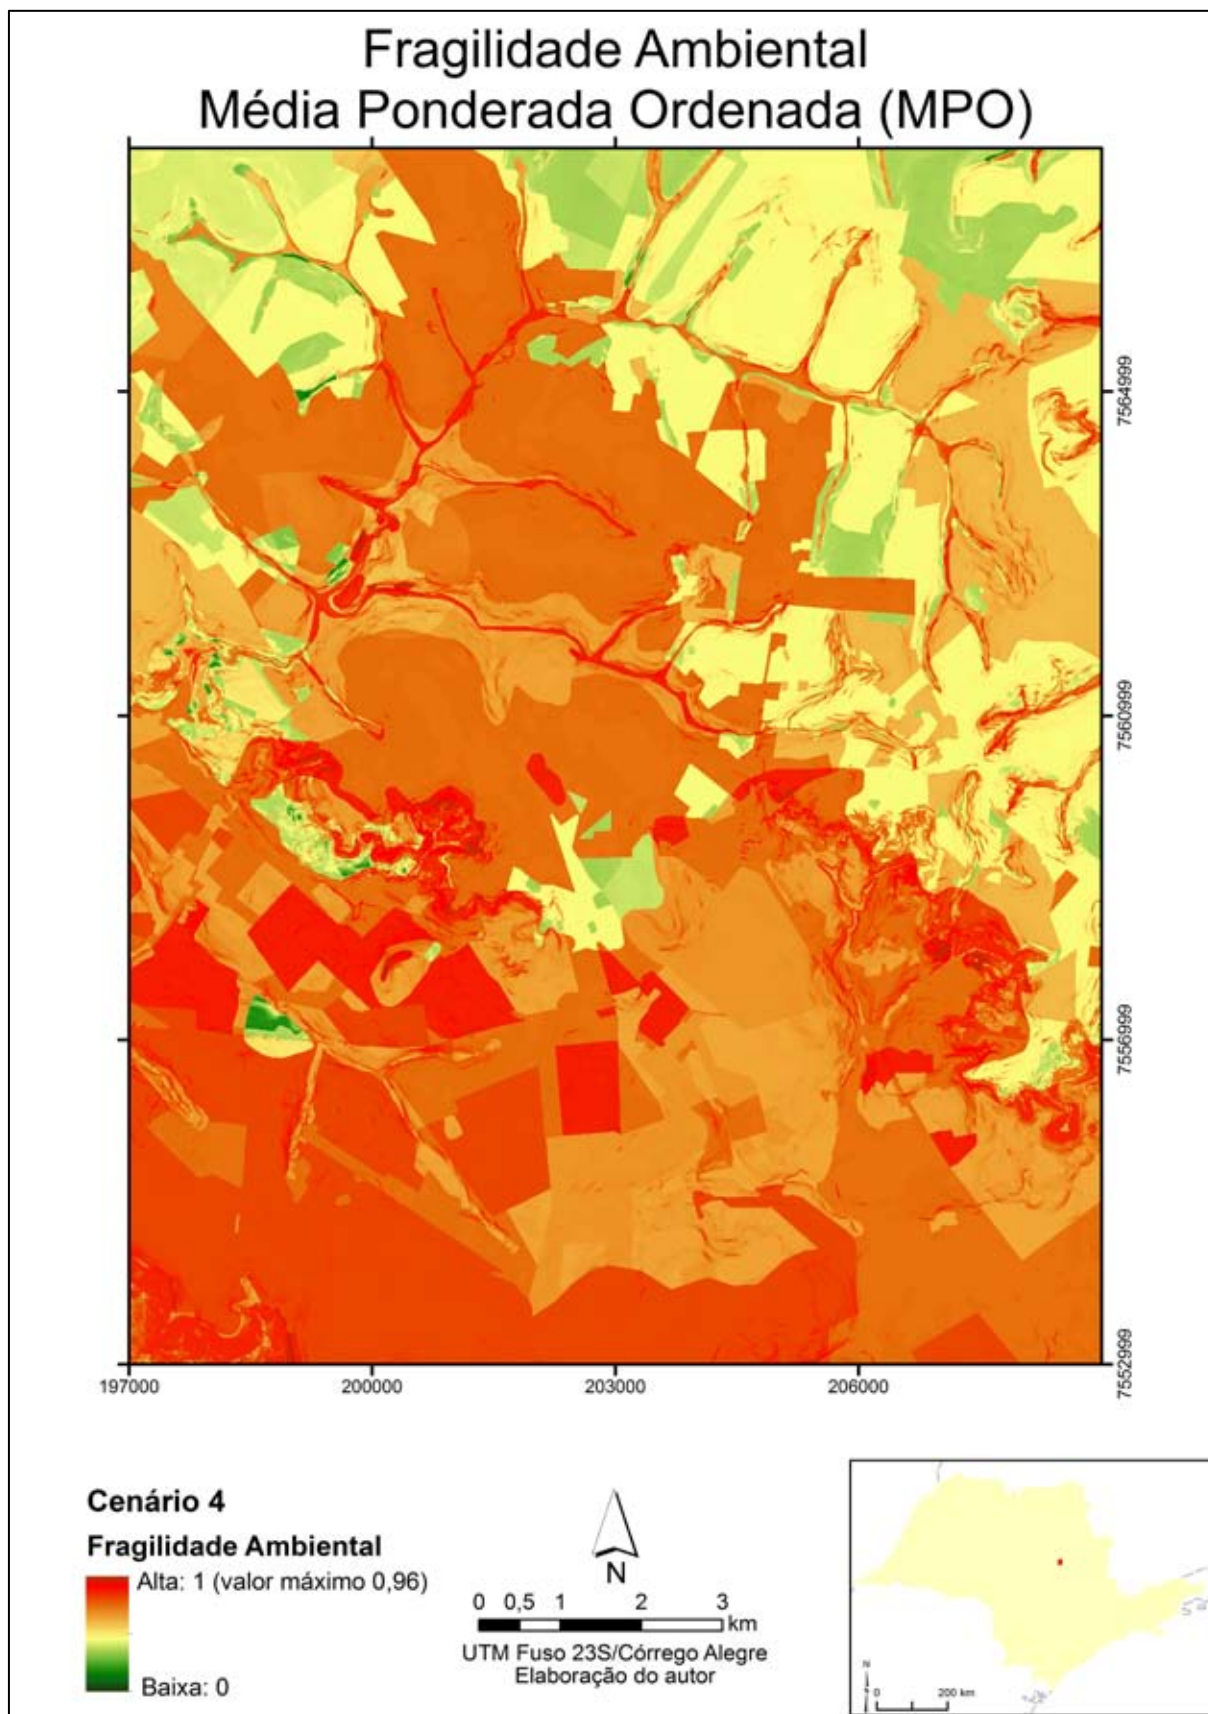 Fragilidade Ambiental
Média Ponderada Ordenada (MPO)
7564999
7560999
7556999
7552999
197000 200000 203000 206000
Cenário 4
Fragilidade Ambiental
Alta: 1 (valor máximo 0,96)
Baixa: 0
N
0 0,5 1 2 3
km
UTM Fuso 23S/Córrego Alegre
Elaboração do autor
N
0 200 km